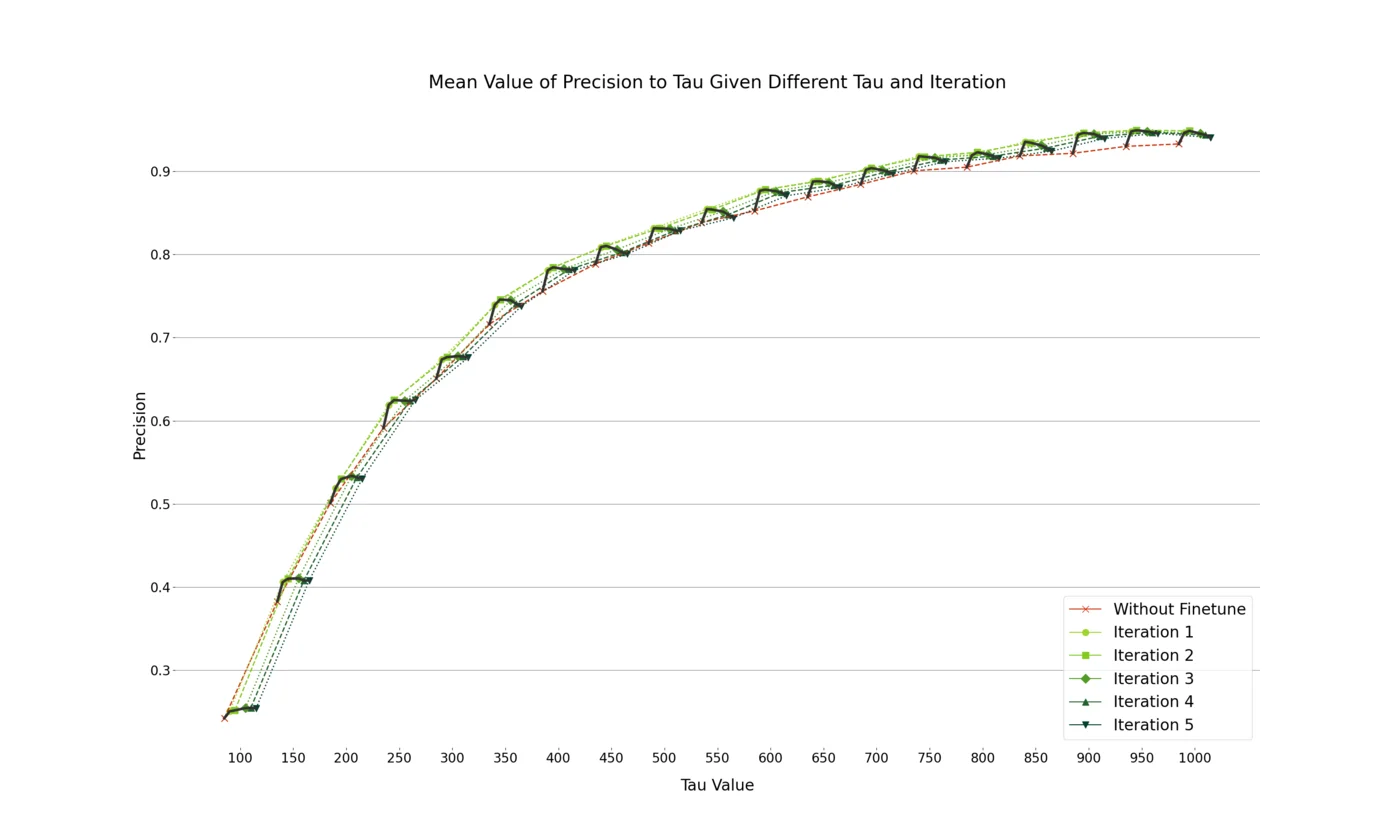 Mean Value of Precision to Tau Given Different Tau and Iteration
Precision
0.9
0.8
0.7
0.6
0.5
0.4
0.3
Without Finetune
Iteration 1
Iteration 2
Iteration 3
Iteration 4
Iteration 5
100 150 200 250 300 350 400 450 500 550 600 650 700 750 800 850 900 950 1000
Tau Value